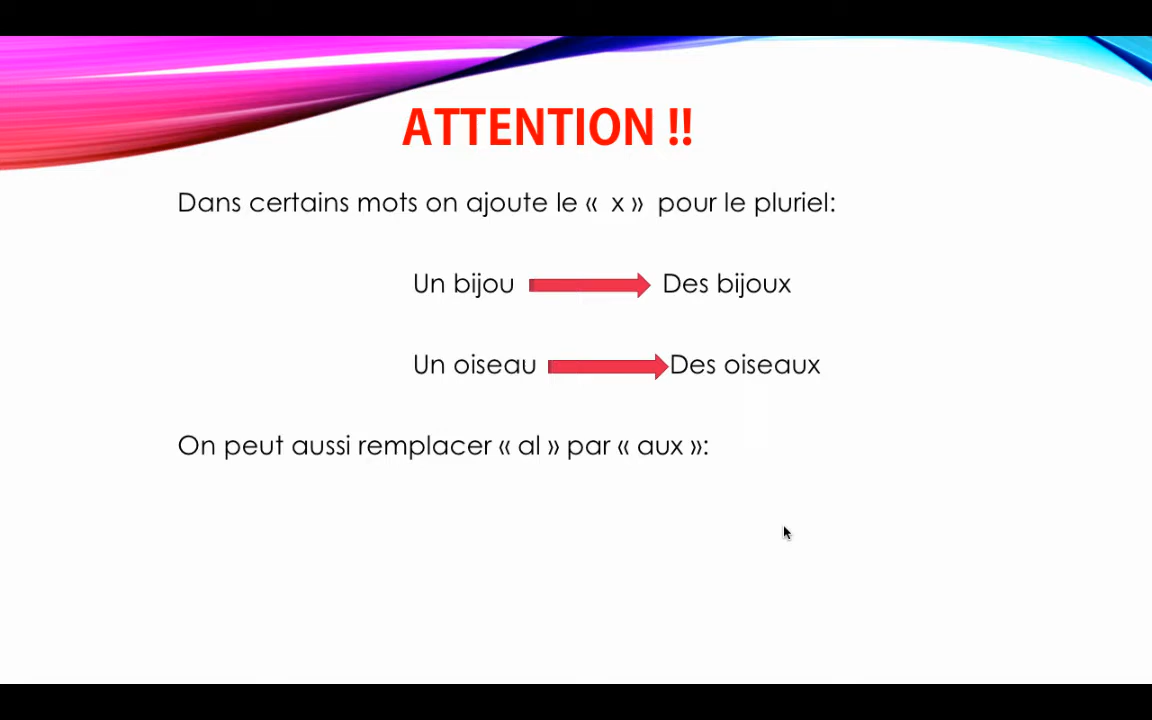 ATTENTION !!
Dans certains mots on ajoute le « x » pour le pluriel:
Un bijou Des bijoux
Un oiseau Des oiseaux
On peut aussi remplacer « al » par « aux »: